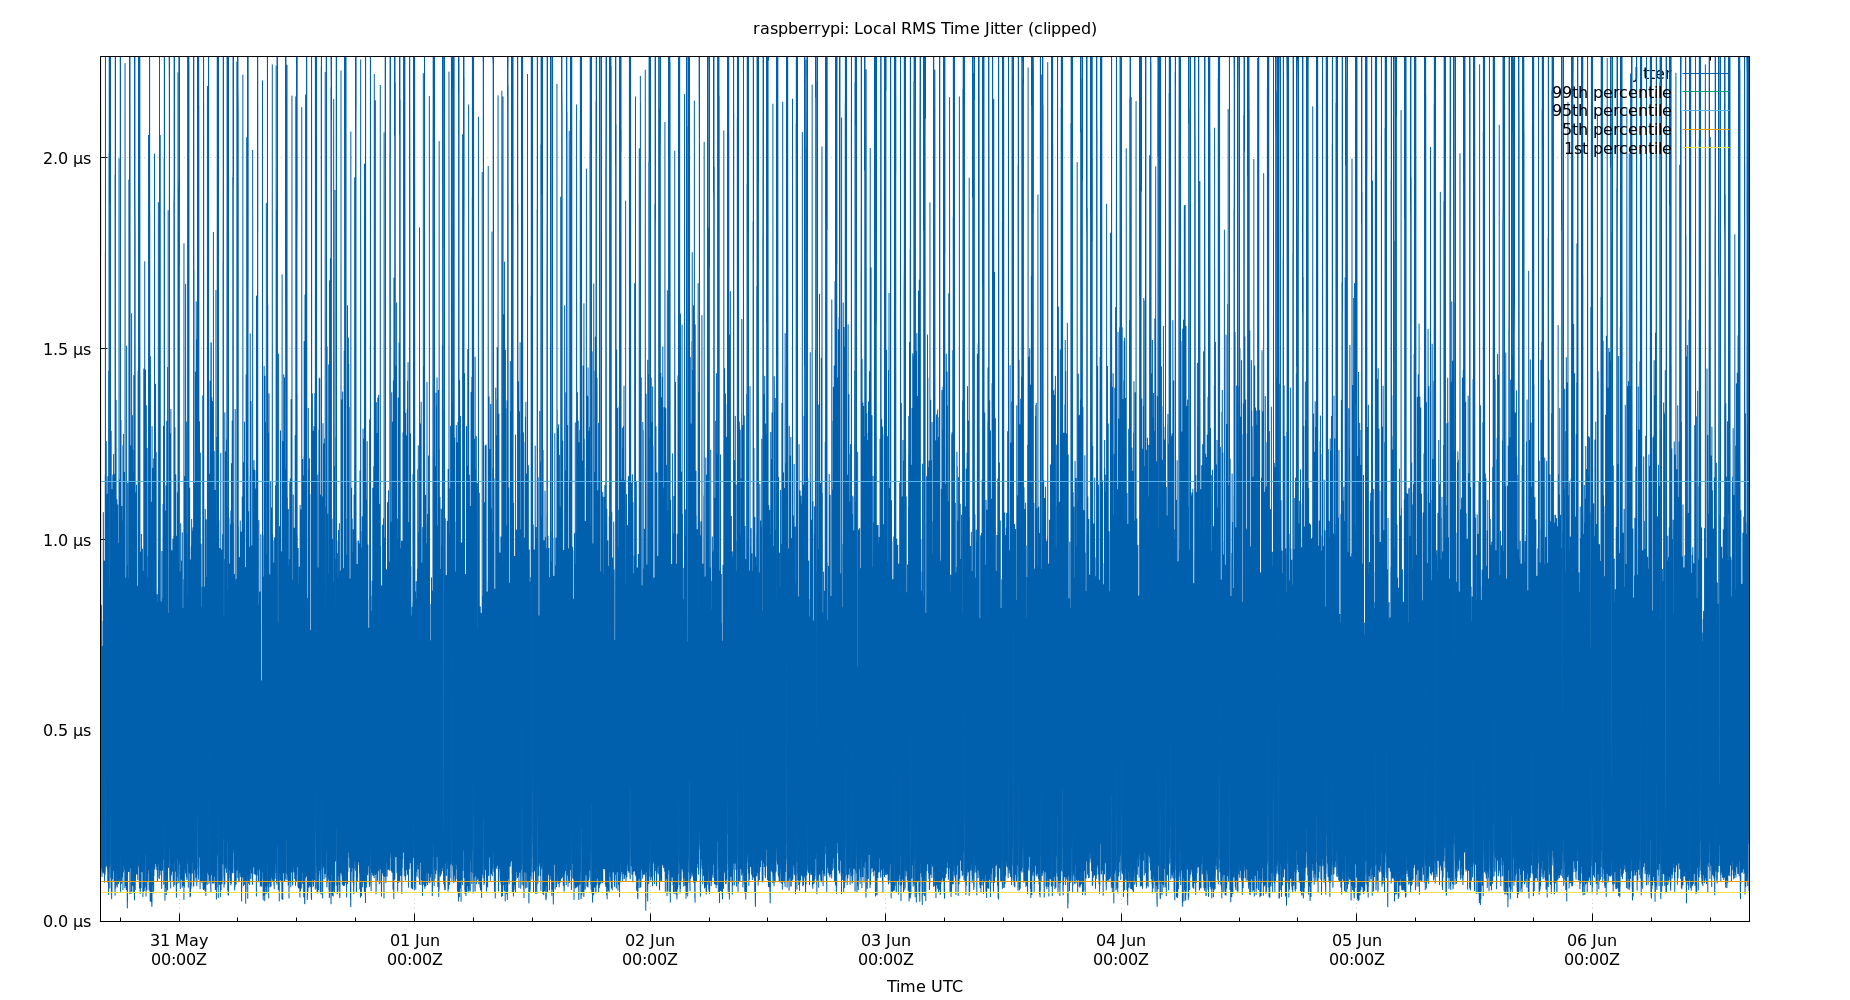 raspberrypi: Local RMS Time Jitter (clipped)
jitter
99th percentile
95th percentile
5th percentile
1st percentile
2.0 µs
1.5 µs
1.0 µs
0.5 µs
0.0 µs
31 May 01 Jun 02 Jun 03 Jun 04 Jun 05 Jun 06 Jun
00:00Z 00:00Z 00:00Z 00:00Z 00:00Z 00:00Z 00:00Z
Time UTC